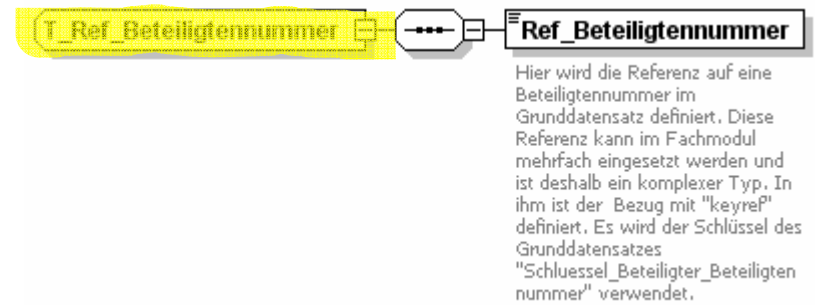 T_Ref_Beteiligtennummer
Ref_Beteiligtennummer
Hier wird die Referenz auf eine
Beteiligtennummer im
Grunddatensatz definiert. Diese
Referenz kann im Fachmodul
mehrfach eingesetzt werden und
ist deshalb ein komplexer Typ. In
ihm ist der Bezug mit "keyref"
definiert. Es wird der Schlüssel des
Grunddatensatzes
"Schluessel_Beteiligter_Beteiligten
nummer" verwendet.